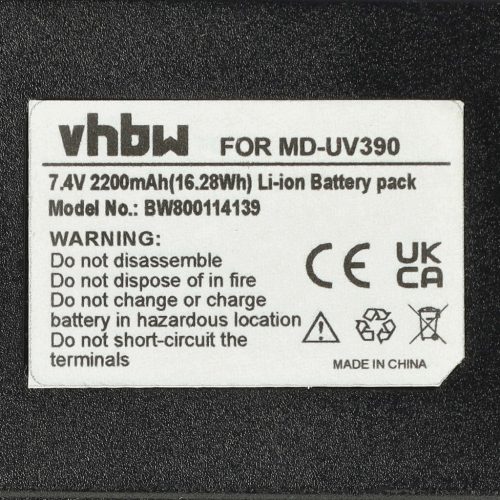 vhbw FOR MD-UV390
7.4V 2200mAh(16.28Wh) Li-ion Battery pack
Model No.: BW800114139
WARNING:
Do not disassemble
Do not dispose of in fire
Do not change or charge
battery in hazardous location
Do not short-circuit the
terminals
CE
UK
CA
MADE IN CHINA